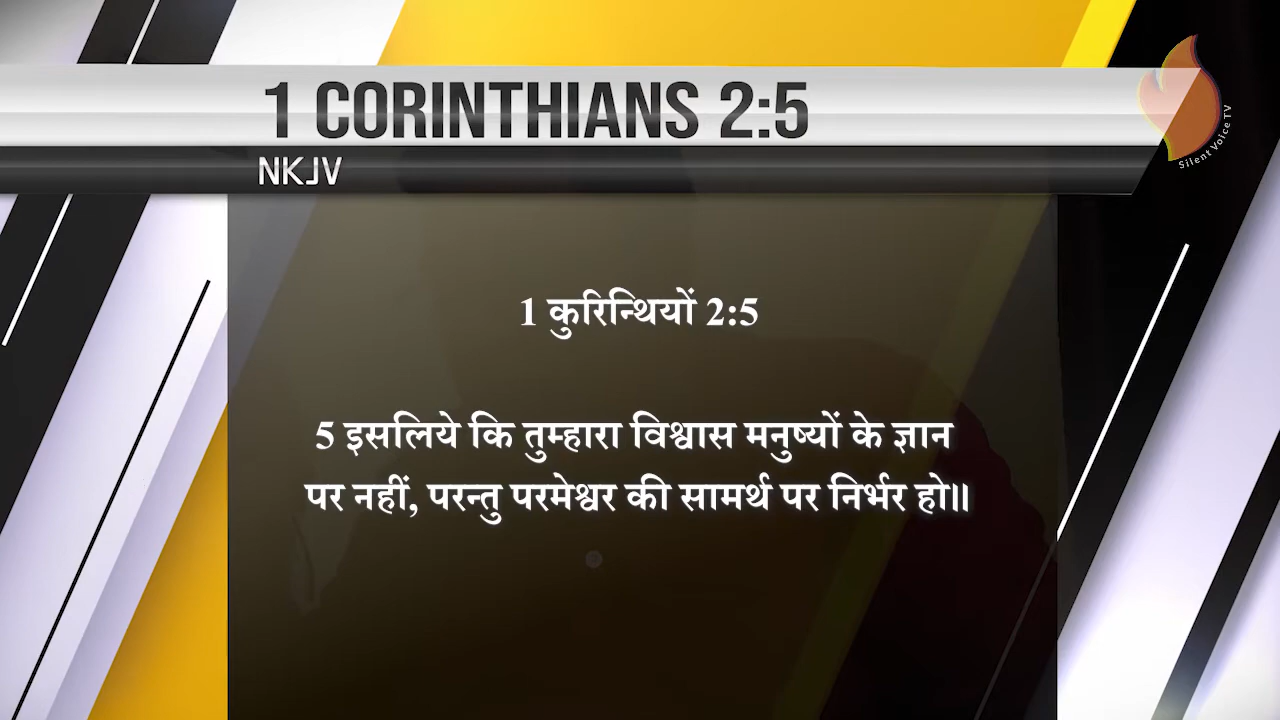 1 CORINTHIANS 2:5
NKJV
Silent Voice TV
1 कुरिन्थियों 2:5
5 इसलिये कि तुम्हारा विश्वास मनुष्यों के ज्ञान
पर नहीं, परन्तु परमेश्वर की सामर्थ पर निर्भर हो॥